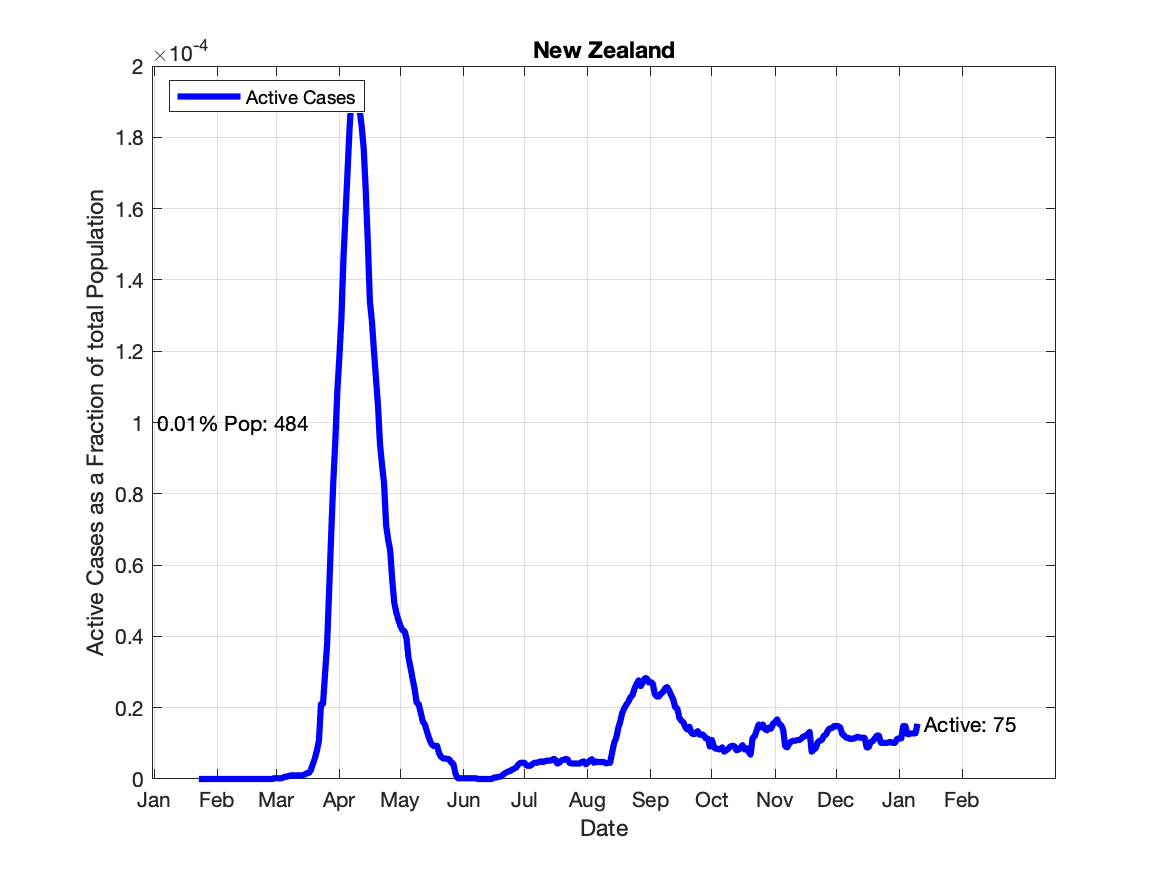 New Zealand
×10-4
Active Cases
2
1.8
1.6
1.4
1.2
1
0.8
0.6
0.4
0.2
0
Active Cases as a Fraction of total Population
0.01% Pop: 484
Active: 75
Jan Feb Mar Apr May Jun Jul Aug Sep Oct Nov Dec Jan Feb
Date